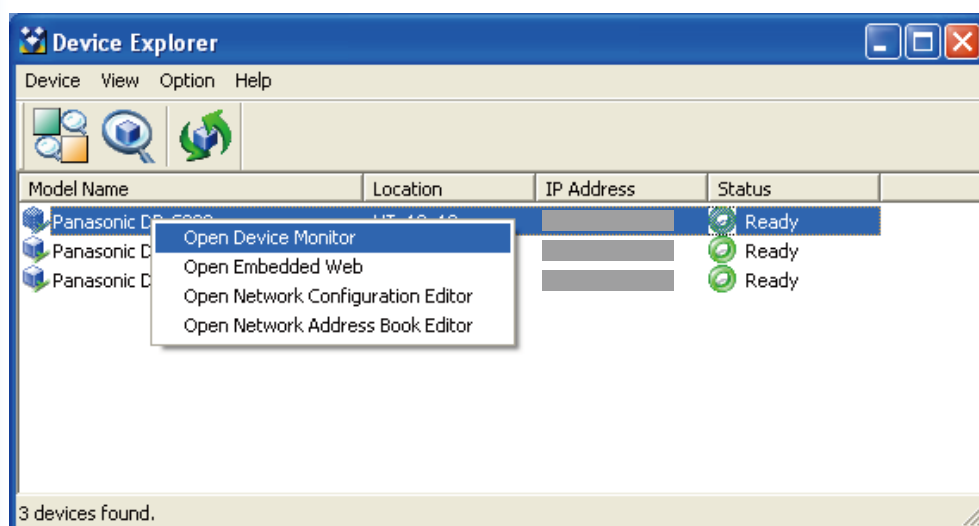 Device Explorer
Device View Option Help
Model Name Location IP Address Status
Panasonic Ready
Open Device Monitor
Panasonic Ready
Open Embedded Web
Panasonic Ready
Open Network Configuration Editor
Open Network Address Book Editor
3 devices found.